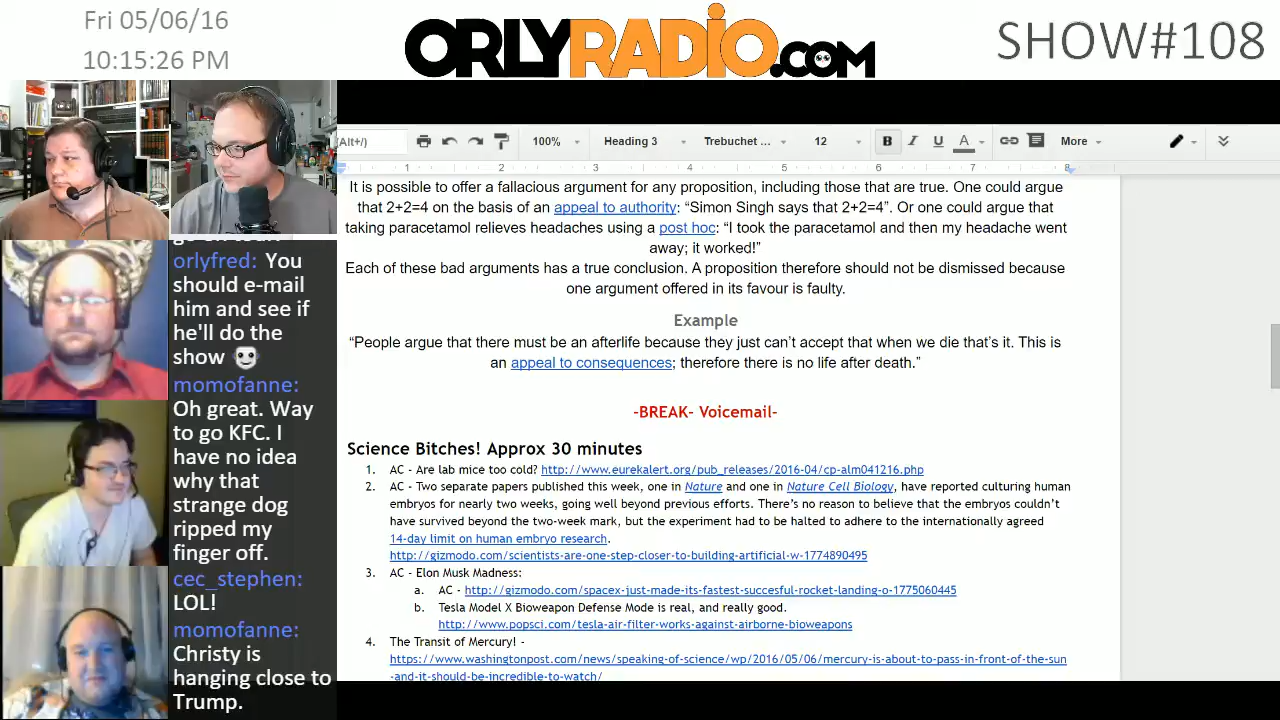 Fri 05/06/16
10:15:26 PM
ORLYRADiO.COM
SHOW#108
(Alt+/)
100%
Heading 3
Trebuchet ...
12
B
I
U
A
More
1 2 3 4 5 6 7 8
It is possible to offer a fallacious argument for any proposition, including those that are true. One could argue
that 2+2=4 on the basis of an appeal to authority: “Simon Singh says that 2+2=4”. Or one could argue that
taking paracetamol relieves headaches using a post hoc: “I took the paracetamol and then my headache went
away; it worked!”
Each of these bad arguments has a true conclusion. A proposition therefore should not be dismissed because
one argument offered in its favour is faulty.
Example
“People argue that there must be an afterlife because they just can’t accept that when we die that’s it. This is
an appeal to consequences; therefore there is no life after death.”
-BREAK- Voicemail-
Science Bitches! Approx 30 minutes
1. AC - Are lab mice too cold? http://www.eurekalert.org/pub_releases/2016-04/cp-alm041216.php
2. AC - Two separate papers published this week, one in Nature and one in Nature Cell Biology, have reported culturing human
embryos for nearly two weeks, going well beyond previous efforts. There’s no reason to believe that the embryos couldn’t
have survived beyond the two-week mark, but the experiment had to be halted to adhere to the internationally agreed
14-day limit on human embryo research.
http://gizmodo.com/scientists-are-one-step-closer-to-building-artificial-w-1774890495
3. AC - Elon Musk Madness:
a. AC - http://gizmodo.com/spacex-just-made-its-fastest-succesful-rocket-landing-o-1775060445
b. Tesla Model X Bioweapon Defense Mode is real, and really good.
http://www.popsci.com/tesla-air-filter-works-against-airborne-bioweapons
4. The Transit of Mercury! -
https://www.washingtonpost.com/news/speaking-of-science/wp/2016/05/06/mercury-is-about-to-pass-in-front-of-the-sun
-and-it-should-be-incredible-to-watch/
orlyfred: You
should e-mail
him and see if
he'll do the
show
momofanne:
Oh great. Way
to go KFC. I
have no idea
why that
strange dog
ripped my
finger off.
cec_stephen:
LOL!
momofanne:
Christy is
hanging close to
Trump.